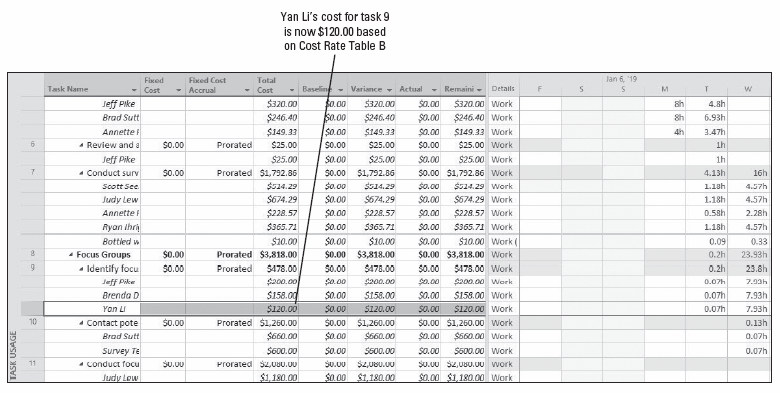 Yan Li's cost for task 9
is now $120.00 based
on Cost Rate Table B
Jan 6, '19
Task Name Fixed Cost Fixed Cost Accrual Total Cost Baseline Variance Actual Remaini Details F S S M T W
Jeff Pike $320.00 $0.00 $320.00 $0.00 $320.00 Work 8h 4.8h
Brad Sutt $246.40 $0.00 $246.40 $0.00 $246.40 Work 8h 6.93h
Annette $149.33 $0.00 $149.33 $0.00 $149.33 Work 4h 3.47h
6 Review and a $0.00 Prorated $25.00 $0.00 $25.00 $0.00 $25.00 Work 1h
Jeff Pike $25.00 $0.00 $25.00 $0.00 $25.00 Work 1h
7 Conduct surv $0.00 Prorated $1,792.86 $0.00 $1,792.86 $0.00 $1,792.86 Work 4.13h 16h
Scott See $514.29 $0.00 $514.29 $0.00 $514.29 Work 1.18h 4.57h
Judy Lew $674.29 $0.00 $674.29 $0.00 $674.29 Work 1.18h 4.57h
Annette $228.57 $0.00 $228.57 $0.00 $228.57 Work 0.58h 2.28h
Ryan Ihrig $365.71 $0.00 $365.71 $0.00 $365.71 Work 1.18h 4.57h
Bottled w $10.00 $0.00 $10.00 $0.00 $10.00 Work ( 0.09 0.33
8 Focus Groups $0.00 Prorated $3,818.00 $0.00 $3,818.00 $0.00 $3,818.00 Work 0.2h 23.93h
9 Identify focu $0.00 Prorated $478.00 $0.00 $478.00 $0.00 $478.00 Work 0.2h 23.8h
Jeff Pike $200.00 $0.00 $200.00 $0.00 $200.00 Work 0.07h 7.93h
Brenda D $158.00 $0.00 $158.00 $0.00 $158.00 Work 0.07h 7.93h
Yan Li $120.00 $0.00 $120.00 $0.00 $120.00 Work 0.07h 7.93h
10 Contact pote $0.00 Prorated $1,260.00 $0.00 $1,260.00 $0.00 $1,260.00 Work 0.13h
Brad Sutt $660.00 $0.00 $660.00 $0.00 $660.00 Work 0.07h
Survey Te $600.00 $0.00 $600.00 $0.00 $600.00 Work 0.07h
11 Conduct focu $0.00 Prorated $2,080.00 $0.00 $2,080.00 $0.00 $2,080.00 Work
Judy Lew $1,180.00 $0.00 $1,180.00 $0.00 $1,180.00 Work
TASK USAGE